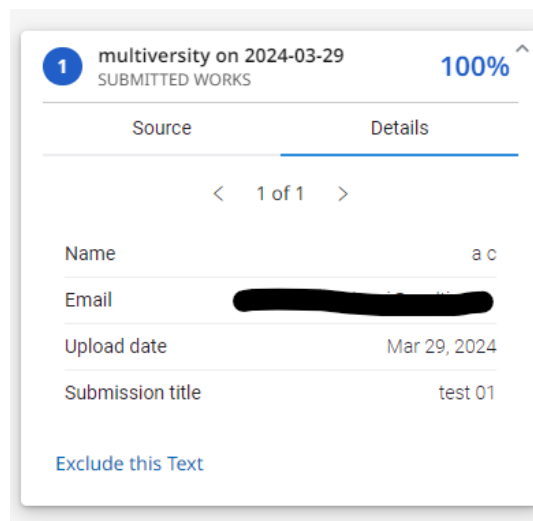 1 multiversity on 2024-03-29 100%
SUBMITTED WORKS
Source Details
< 1 of 1 >
Name a c
Email
Upload date Mar 29, 2024
Submission title test 01
Exclude this Text